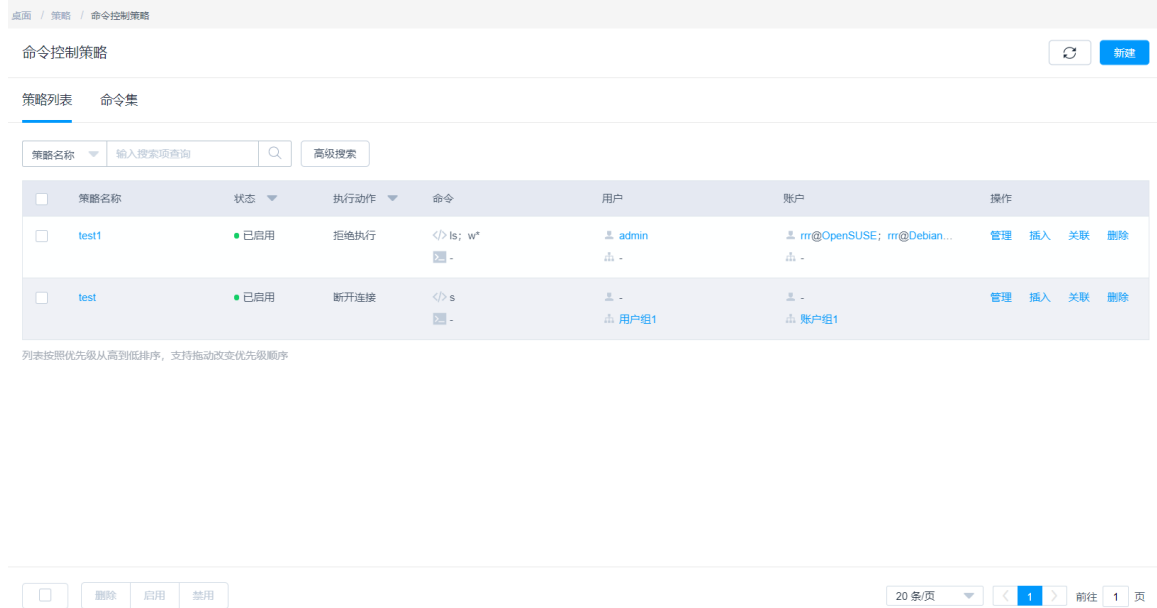 桌面 / 策略 / 命令控制策略
命令控制策略
新建
策略列表 命令集
策略名称 输入搜索项查询 高级搜索
策略名称 状态 执行动作 命令 用户 账户 操作
test1 已启用 拒绝执行 </> ls; w* admin rrr@OpenSUSE; rrr@Debian... 管理 插入 关联 删除
- - -
test 已启用 断开连接 </> s - - 管理 插入 关联 删除
- 用户组1 账户组1
列表按照优先级从高到低排序，支持拖动改变优先级顺序
删除 启用 禁用 20 条/页 < 1 > 前往 1 页